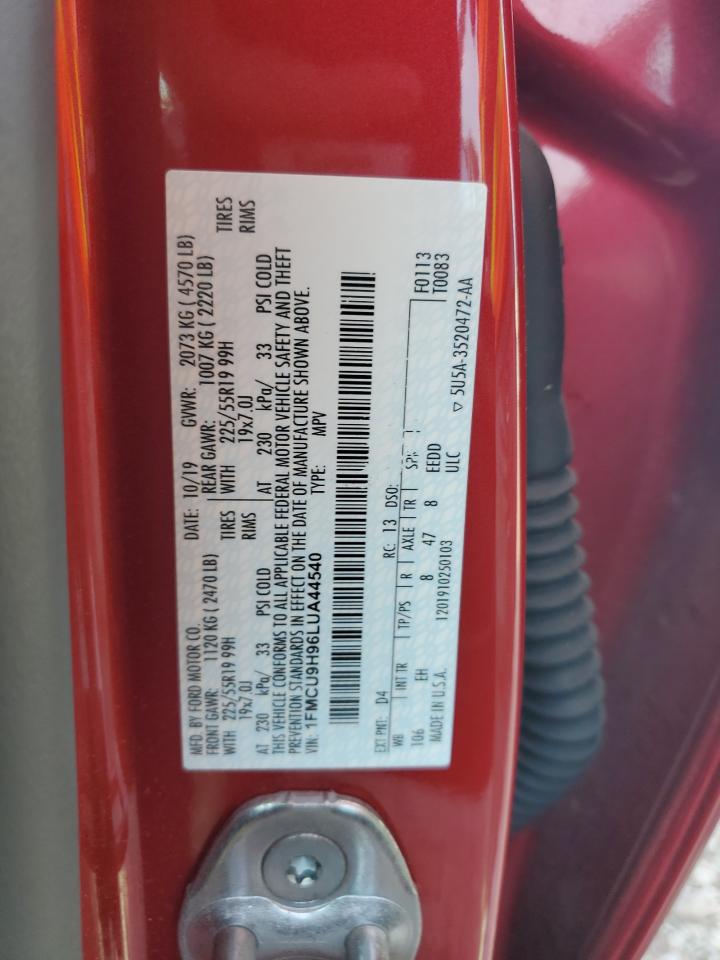 MFD. BY FORD MOTOR CO. DATE: 10/19 GVWR: 2073 KG ( 4570 LB)
FRONT GAWR: 1120 KG ( 2470 LB) REAR GAWR: 1007 KG ( 2220 LB)
WITH 225/55R19 99H TIRES WITH 225/55R19 99H TIRES
19x7.0J RIMS 19x7.0J RIMS
AT 230 kPa/ 33 PSI COLD AT 230 kPa/ 33 PSI COLD
THIS VEHICLE CONFORMS TO ALL APPLICABLE FEDERAL MOTOR VEHICLE SAFETY AND THEFT
PREVENTION STANDARDS IN EFFECT ON THE DATE OF MANUFACTURE SHOWN ABOVE.
VIN: 1FMCU9H96LUA44540 TYPE: MPV
EXT PNT: D4 RC: 13 DSO: F0113
WB INT TR TP/PS R AXLE TR SPR T0083
106 EH 8 47 8 EEDD
MADE IN U.S.A. 1201910250103 ULC ▽ 5U5A-3520472-AA